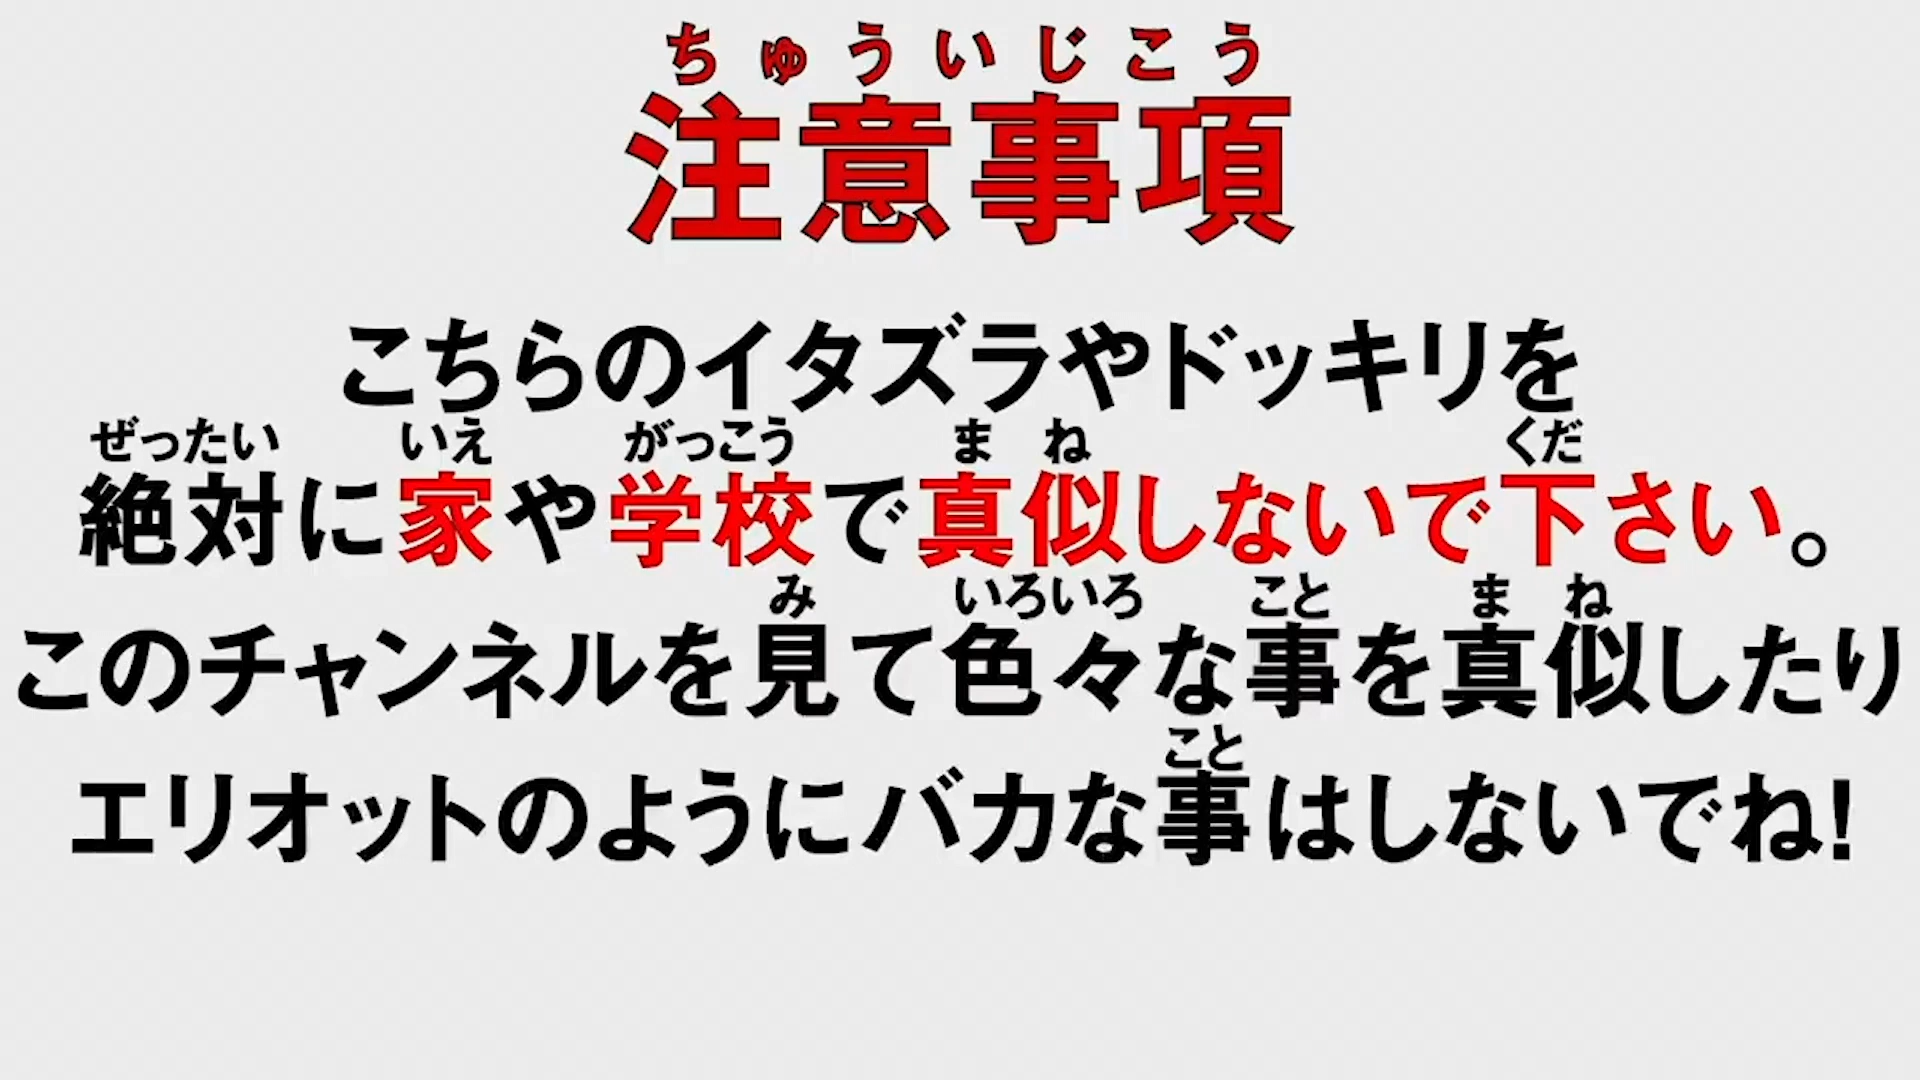 ちゅういじこう
注意事項
こちらのイタズラやドッキリを
ぜったい いえ がっこう まね くだ
絶対に家や学校で真似しないで下さい。
み いろいろ こと まね
このチャンネルを見て色々な事を真似したり
こと
エリオットのようにバカな事はしないでね!